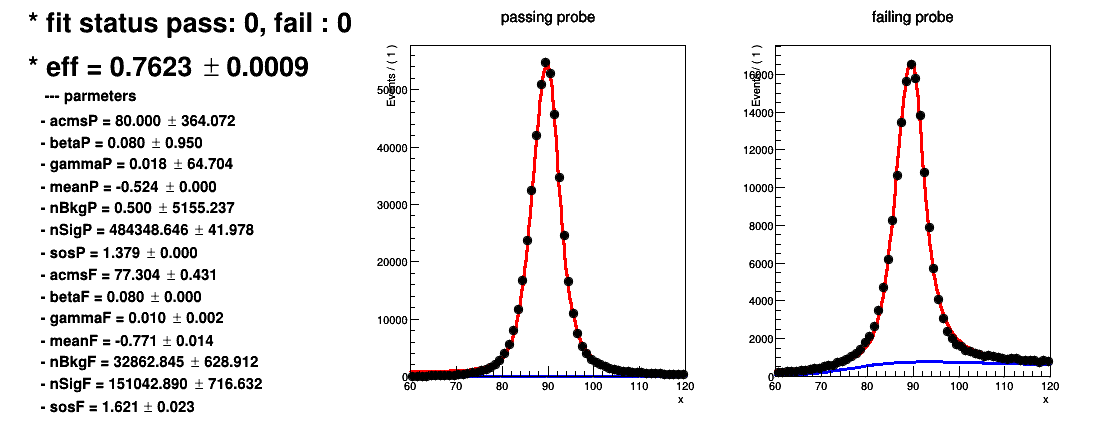 * fit status pass: 0, fail : 0
* eff = 0.7623 ± 0.0009
--- parmeters
- acmsP = 80.000 ± 364.072
- betaP = 0.080 ± 0.950
- gammaP = 0.018 ± 64.704
- meanP = -0.524 ± 0.000
- nBkgP = 0.500 ± 5155.237
- nSigP = 484348.646 ± 41.978
- sosP = 1.379 ± 0.000
- acmsF = 77.304 ± 0.431
- betaF = 0.080 ± 0.000
- gammaF = 0.010 ± 0.002
- meanF = -0.771 ± 0.014
- nBkgF = 32862.845 ± 628.912
- nSigF = 151042.890 ± 716.632
- sosF = 1.621 ± 0.023
passing probe
Events / ( 1 )
50000
40000
30000
20000
10000
0
60 70 80 90 100 110 120
x
failing probe
Events / ( 1 )
16000
14000
12000
10000
8000
6000
4000
2000
0
60 70 80 90 100 110 120
x